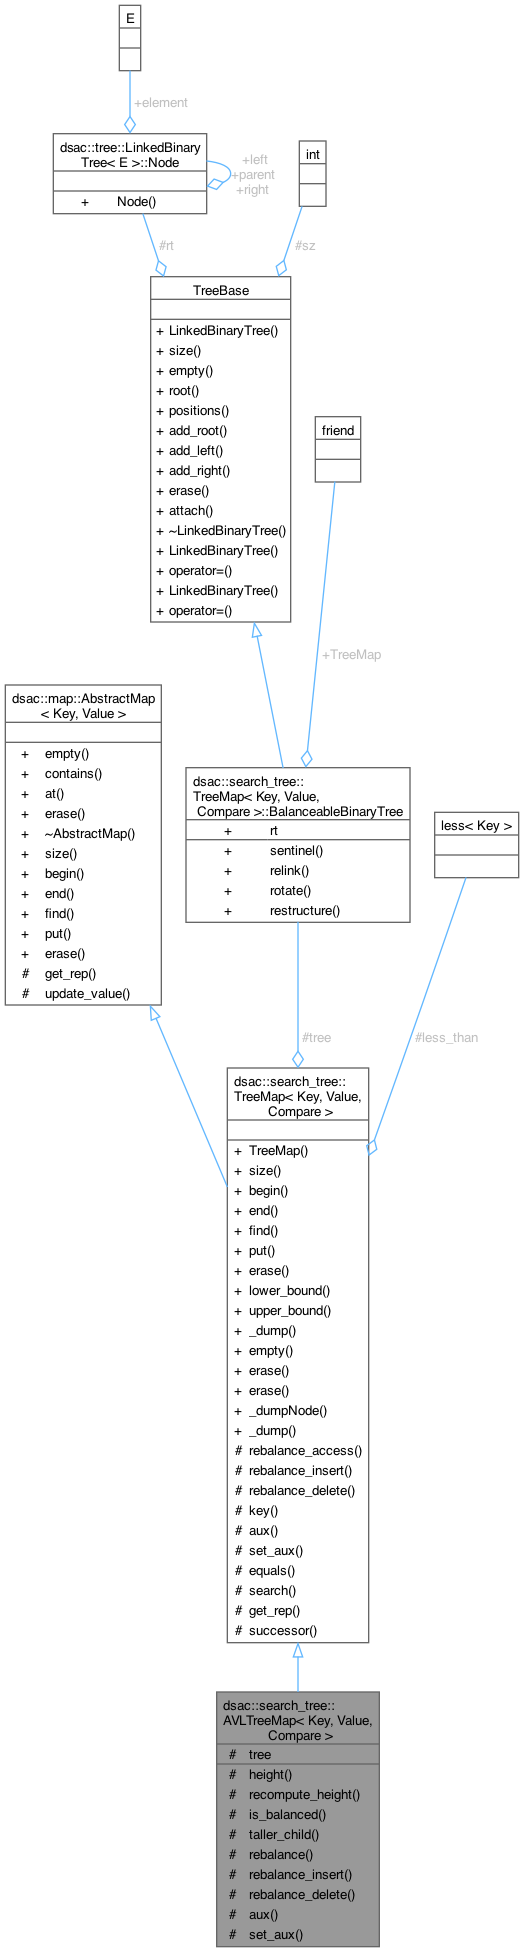 E
+element
dsac::tree::LinkedBinary
Tree< E >::Node
+ Node()
+left
+parent
+right
int
#rt
#sz
TreeBase
+ LinkedBinaryTree()
+ size()
+ empty()
+ root()
+ positions()
+ add_root()
+ add_left()
+ add_right()
+ erase()
+ attach()
+ ~LinkedBinaryTree()
+ LinkedBinaryTree()
+ operator=()
+ LinkedBinaryTree()
+ operator=()
friend
+TreeMap
dsac::map::AbstractMap
< Key, Value >
+ empty()
+ contains()
+ at()
+ erase()
+ ~AbstractMap()
+ size()
+ begin()
+ end()
+ find()
+ put()
+ erase()
# get_rep()
# update_value()
dsac::search_tree::
TreeMap< Key, Value,
Compare >::BalanceableBinaryTree
+ rt
+ sentinel()
+ relink()
+ rotate()
+ restructure()
less< Key >
#tree
#less_than
dsac::search_tree::
TreeMap< Key, Value,
Compare >
+ TreeMap()
+ size()
+ begin()
+ end()
+ find()
+ put()
+ erase()
+ lower_bound()
+ upper_bound()
+ _dump()
+ empty()
+ erase()
+ erase()
+ _dumpNode()
+ _dump()
# rebalance_access()
# rebalance_insert()
# rebalance_delete()
# key()
# aux()
# set_aux()
# equals()
# search()
# get_rep()
# successor()
dsac::search_tree::
AVLTreeMap< Key, Value,
Compare >
# tree
# height()
# recompute_height()
# is_balanced()
# taller_child()
# rebalance()
# rebalance_insert()
# rebalance_delete()
# aux()
# set_aux()